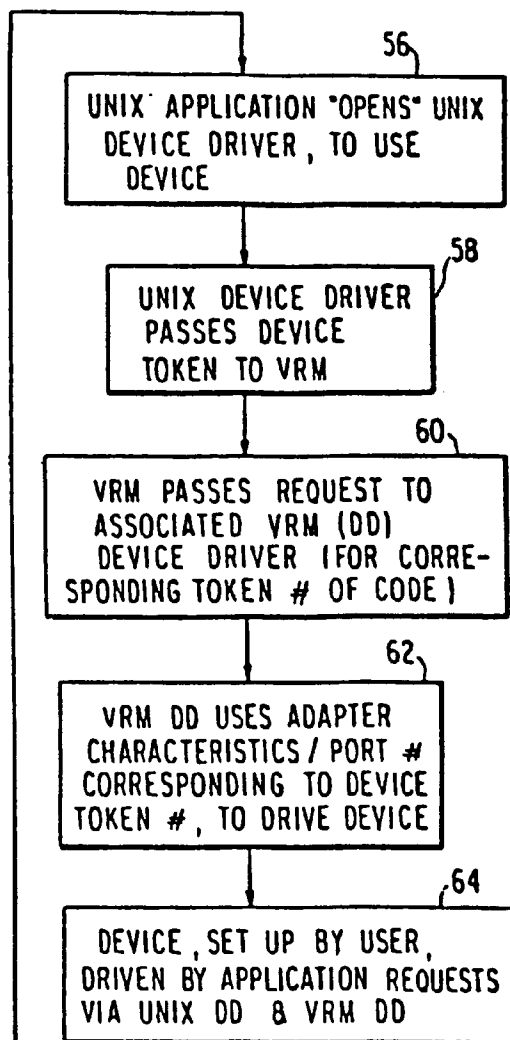 56
UNIX APPLICATION "OPENS" UNIX
DEVICE DRIVER, TO USE
DEVICE
58
UNIX DEVICE DRIVER
PASSES DEVICE
TOKEN TO VRM
60
VRM PASSES REQUEST TO
ASSOCIATED VRM (DD)
DEVICE DRIVER (FOR CORRE-
SPONDING TOKEN # OF CODE)
62
VRM DD USES ADAPTER
CHARACTERISTICS / PORT #
CORRESPONDING TO DEVICE
TOKEN #, TO DRIVE DEVICE
64
DEVICE, SET UP BY USER,
DRIVEN BY APPLICATION REQUESTS
VIA UNIX DD & VRM DD